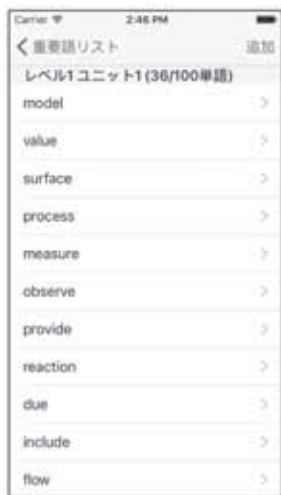 Carrier 2:46 PM
重要語リスト 追加
レベル1 ユニット1 (36/100単語)
model
value
surface
process
measure
observe
provide
reaction
due
include
flow